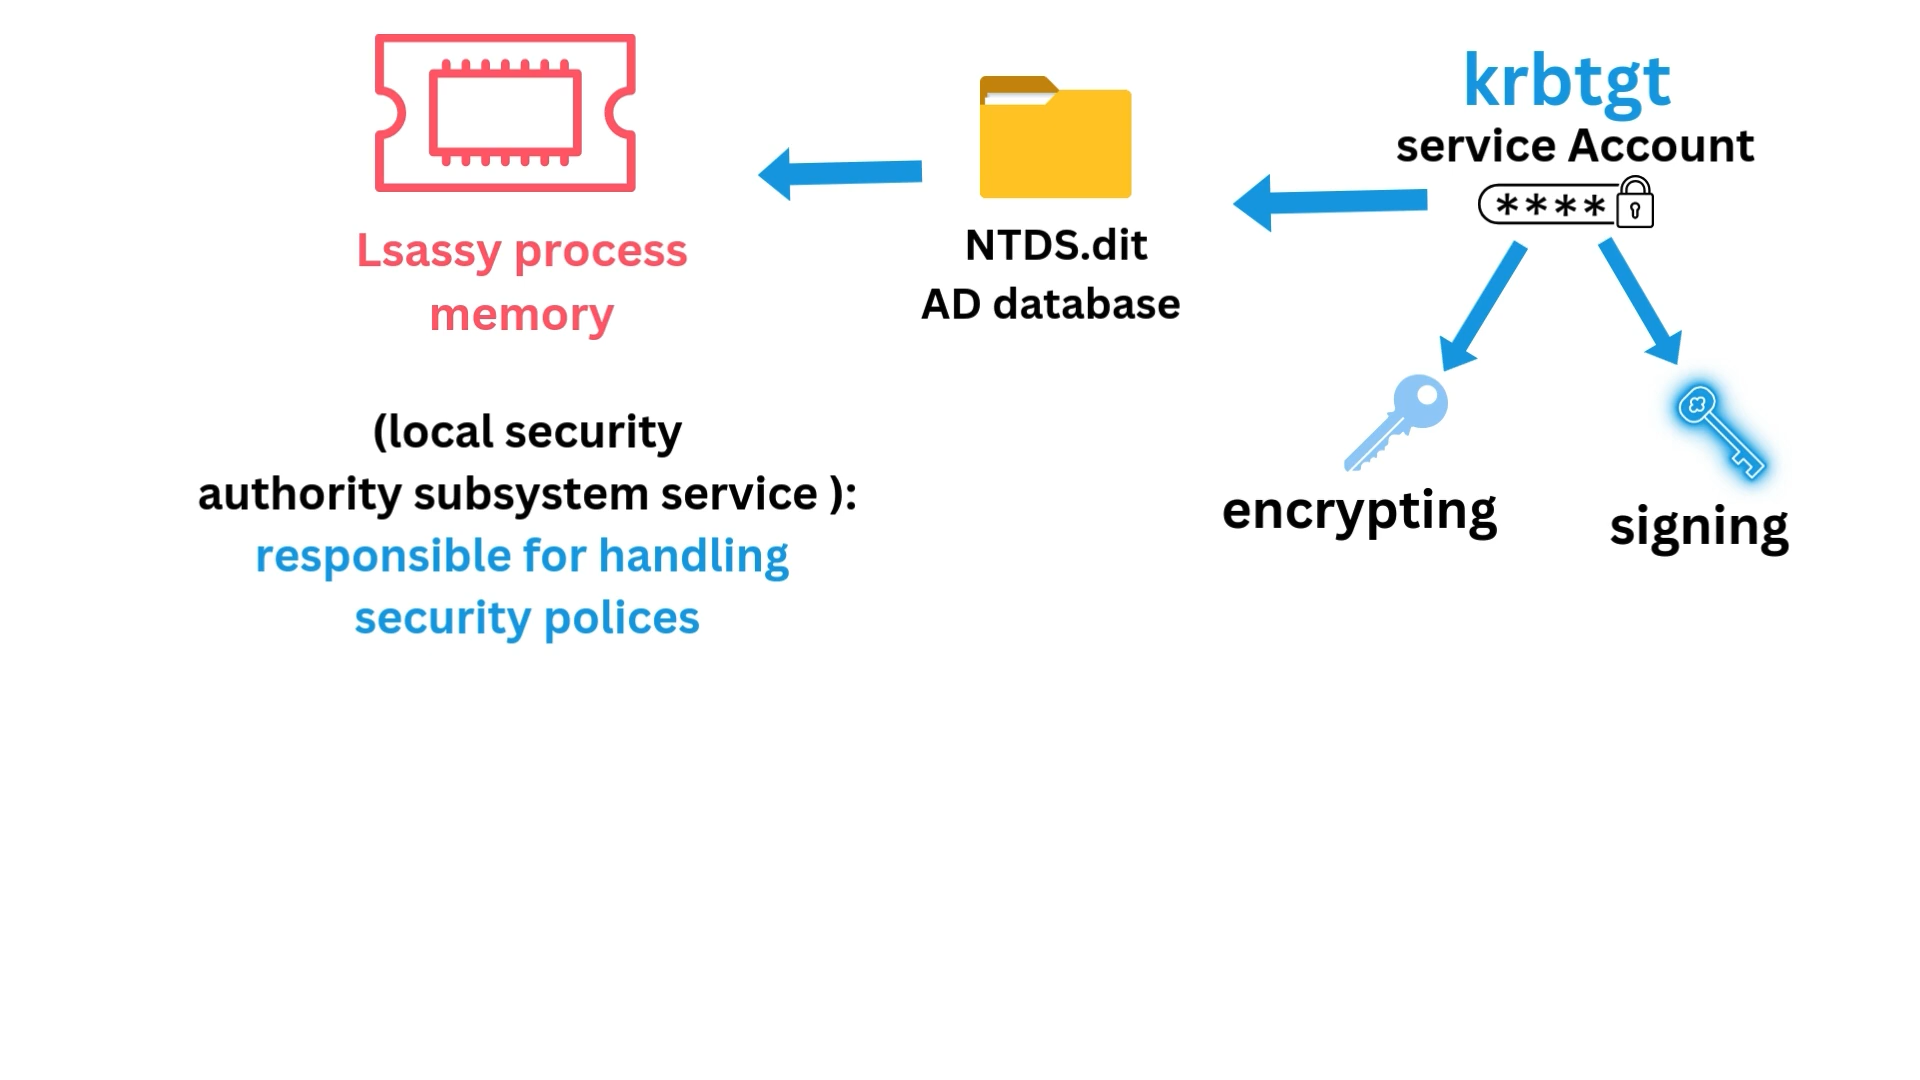 krbtgt
service Account
****
NTDS.dit
AD database
Lsassy process
memory
(local security
authority subsystem service ):
responsible for handling
security polices
encrypting
signing